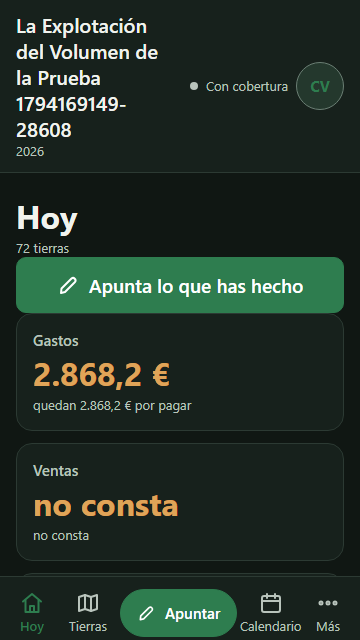 La Explotación
del Volumen de
la Prueba
1794169149-
28608
2026
Con cobertura
CV
Hoy
72 tierras
Apunta lo que has hecho
Gastos
2.868,2 €
quedan 2.868,2 € por pagar
Ventas
no consta
no consta
Hoy
Tierras
Apuntar
Calendario
Más